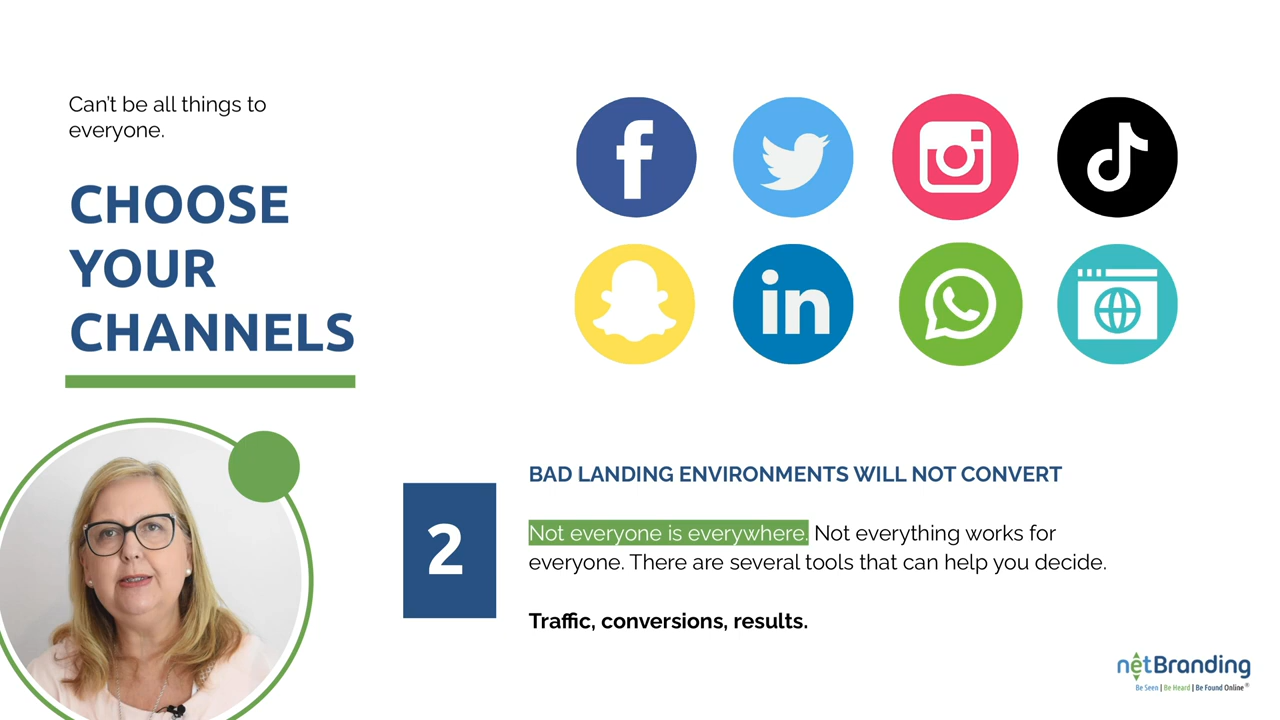 Can't be all things to
everyone.
CHOOSE
YOUR
CHANNELS
2
BAD LANDING ENVIRONMENTS WILL NOT CONVERT
Not everyone is everywhere. Not everything works for
everyone. There are several tools that can help you decide.
Traffic, conversions, results.
netBranding
Be Seen | Be Heard | Be Found Online®